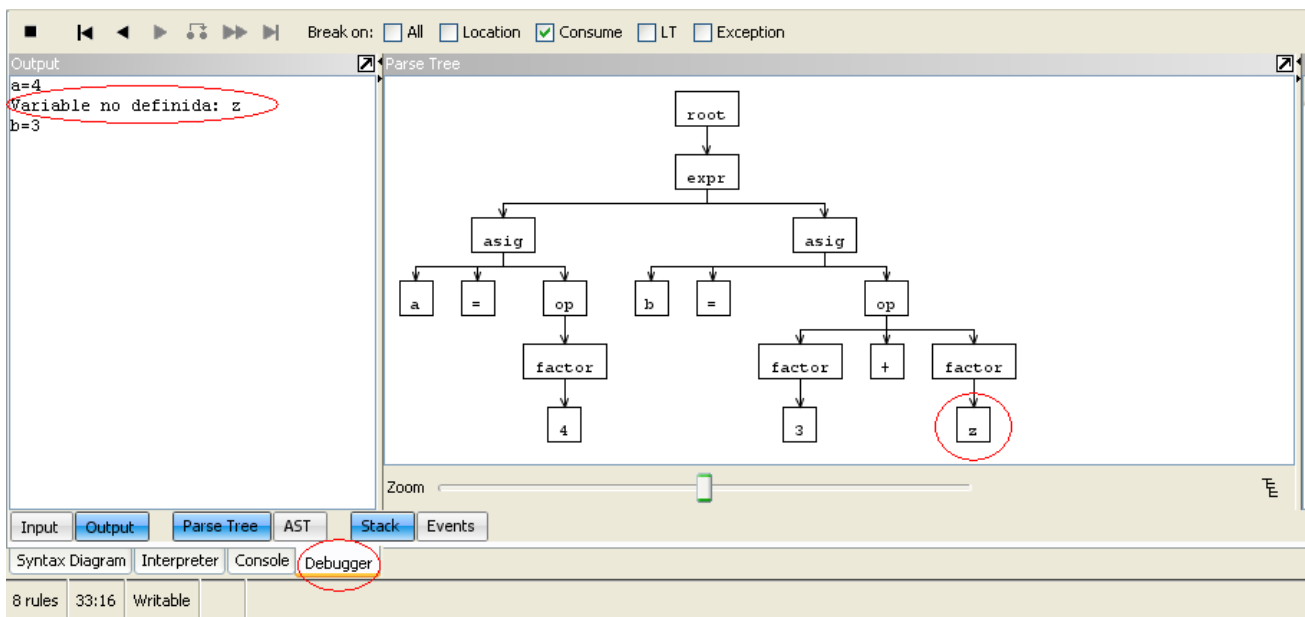 Break on: All Location Consume LT Exception
Output
Parse Tree
a=4
Variable no definida: z
b=3
root
expr
asig asig
a = op b = op
factor factor + factor
4 3 z
Zoom
Input Output Parse Tree AST Stack Events
Syntax Diagram Interpreter Console Debugger
8 rules 33:16 Writable